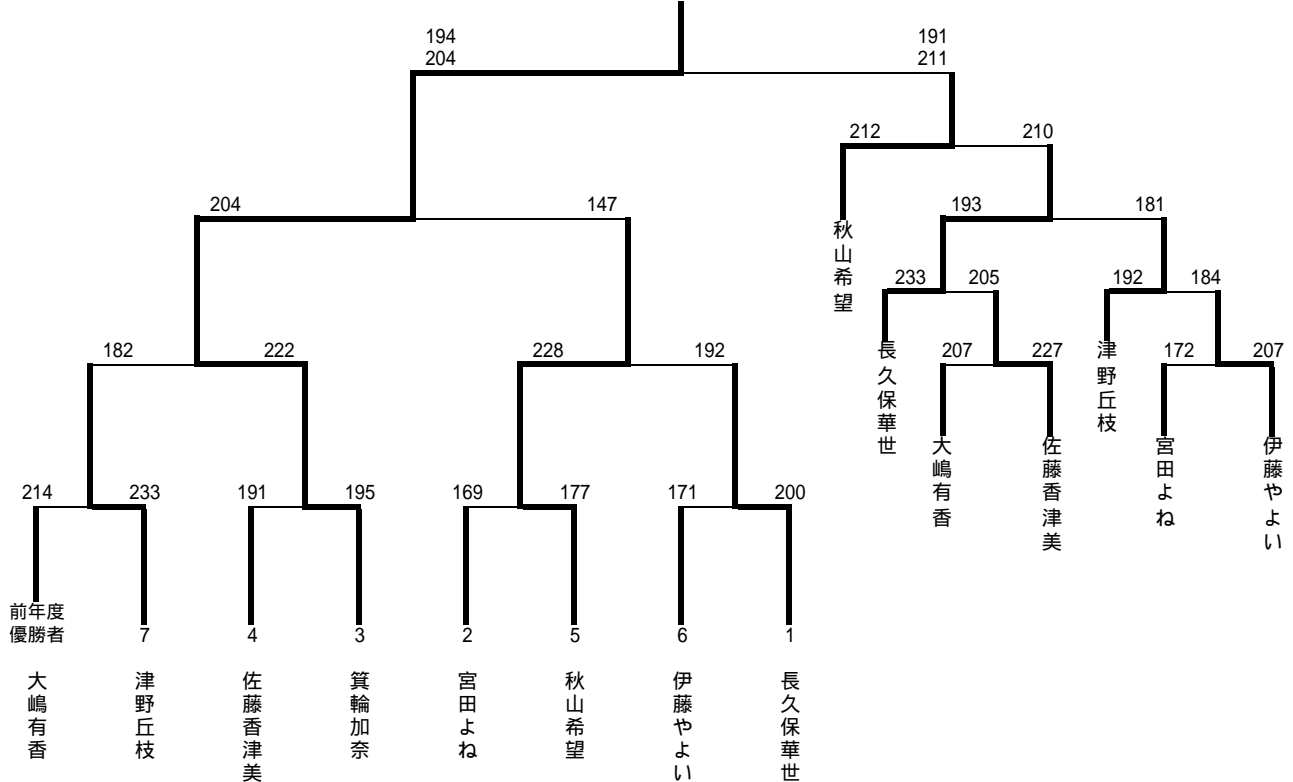 194 191
204 211
212 210
204 147 193 181
秋山希望
233 205 192 184
182 222 228 192 207 227 172 207
長久保華世
津野丘枝
大嶋有香
佐藤香津美
宮田よね
伊藤やよい
214 233 191 195 169 177 171 200
前年度
優勝者 7 4 3 2 5 6 1
大嶋有香
津野丘枝
佐藤香津美
箕輪加奈
宮田よね
秋山希望
伊藤やよい
長久保華世